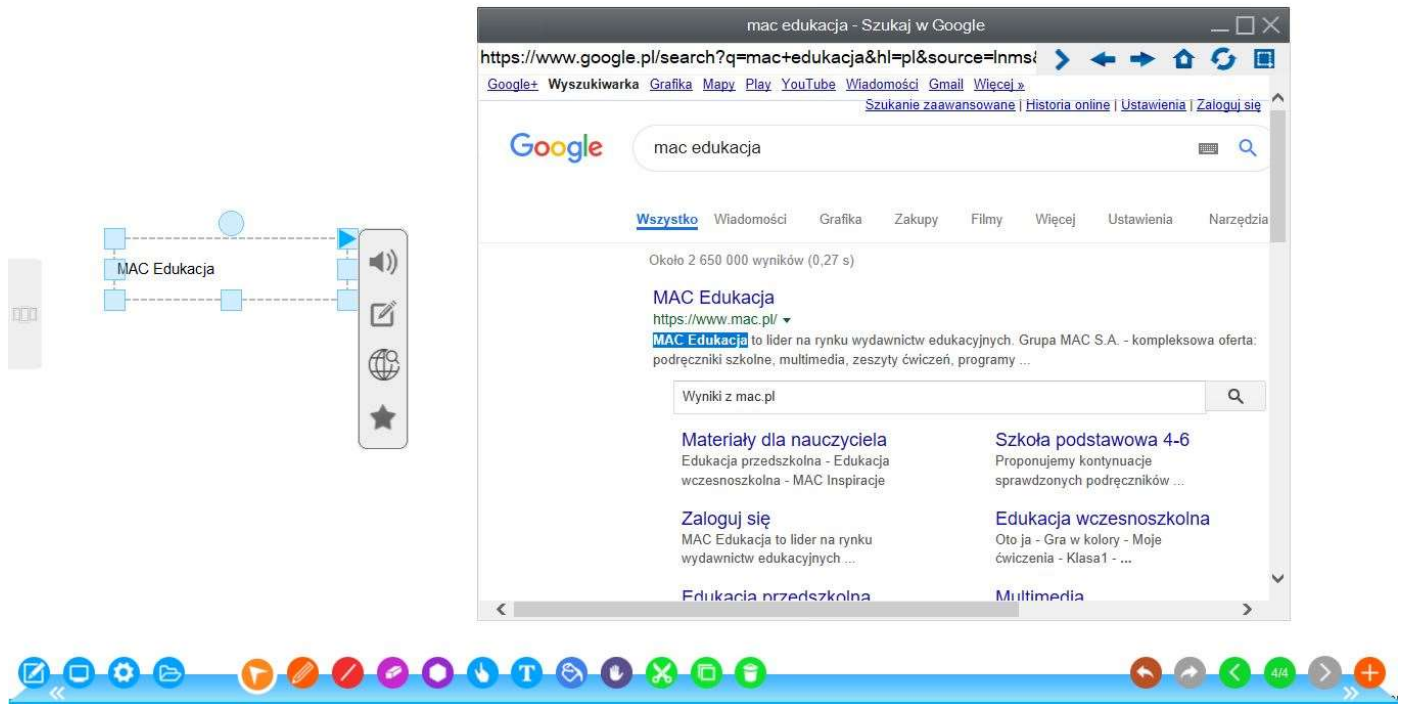 mac edukacja - Szukaj w Google
https://www.google.pl/search?q=mac+edukacja&hl=pl&source=lnms&
Google+ Wyszukiwarka Grafika Mapy Play YouTube Wiadomości Gmail Więcej »
Szukanie zaawansowane | Historia online | Ustawienia | Zaloguj się
Google mac edukacja
Wszystko Wiadomości Grafika Zakupy Filmy Więcej Ustawienia Narzędzia
Około 2 650 000 wyników (0,27 s)
MAC Edukacja
MAC Edukacja
https://www.mac.pl/
MAC Edukacja to lider na rynku wydawnictw edukacyjnych. Grupa MAC S.A. - kompleksowa oferta:
podręczniki szkolne, multimedia, zeszyty ćwiczeń, programy ...
Wyniki z mac.pl
Materiały dla nauczyciela
Edukacja przedszkolna - Edukacja
wczesnoszkolna - MAC Inspiracje
Szkoła podstawowa 4-6
Proponujemy kontynuacje
sprawdzonych podręczników ...
Zaloguj się
MAC Edukacja to lider na rynku
wydawnictw edukacyjnych ...
Edukacja wczesnoszkolna
Oto ja - Gra w kolory - Moje
ćwiczenia - Klasa1 - ...
Edukacja przedszkolna
Multimedia
T
4/4